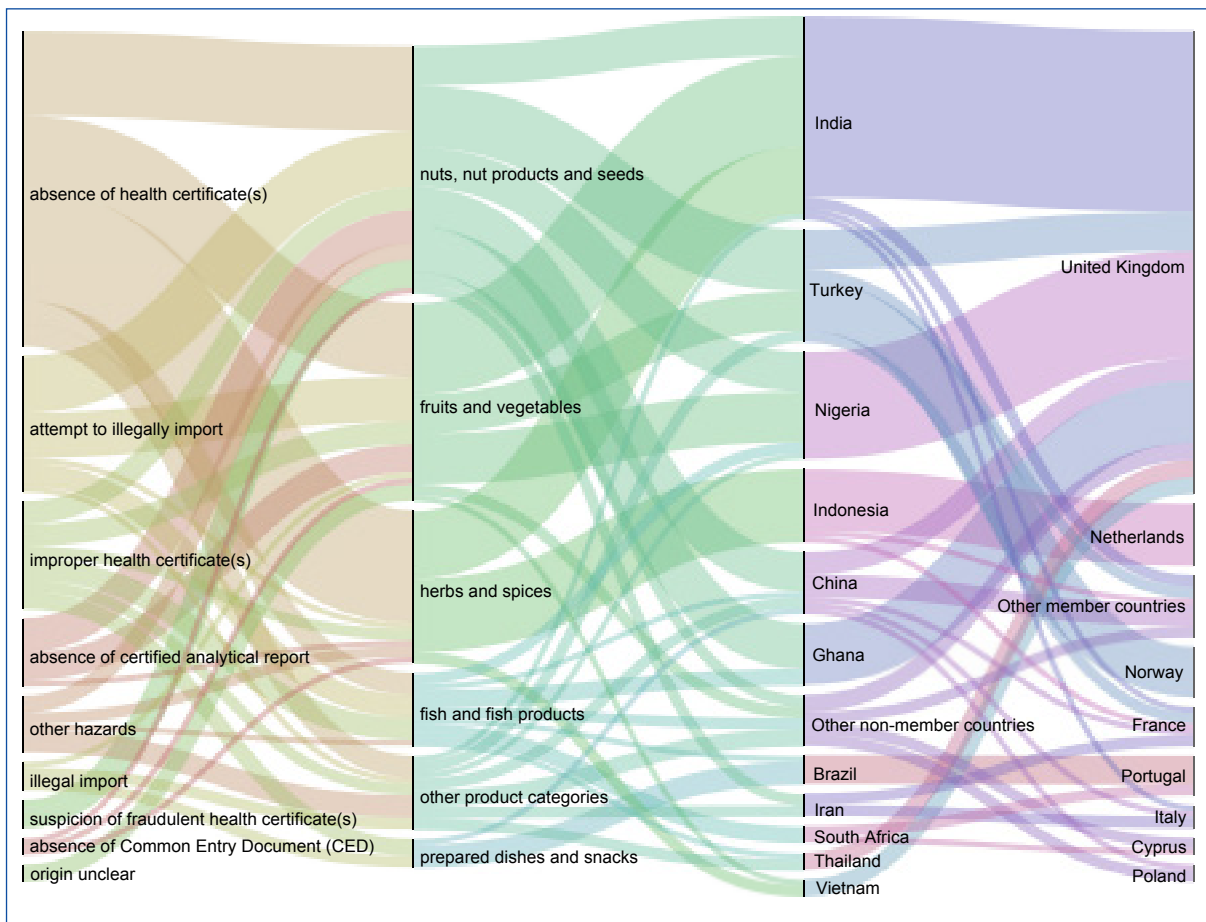 absence of health certificate(s)
attempt to illegally import
improper health certificate(s)
absence of certified analytical report
other hazards
illegal import
suspicion of fraudulent health certificate(s)
absence of Common Entry Document (CED)
origin unclear
nuts, nut products and seeds
fruits and vegetables
herbs and spices
fish and fish products
other product categories
prepared dishes and snacks
India
Turkey
Nigeria
Indonesia
China
Ghana
Other non-member countries
Brazil
Iran
South Africa
Thailand
Vietnam
United Kingdom
Netherlands
Other member countries
Norway
France
Portugal
Italy
Cyprus
Poland